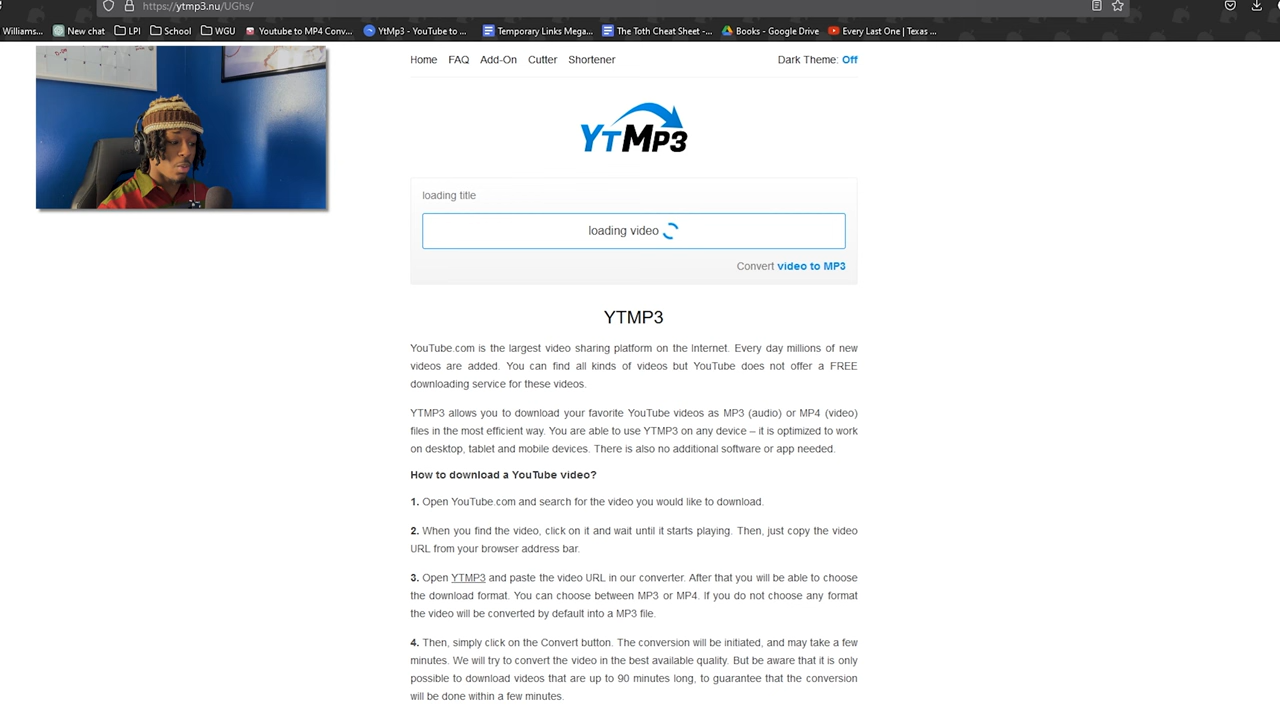 https://ytmp3.nu/UGhs/
Williams... New chat LPI School WGU Youtube to MP4 Conv... YtMp3 - YouTube to ... Temporary Links Mega... The Toth Cheat Sheet -... Books - Google Drive Every Last One | Texas ...
Home FAQ Add-On Cutter Shortener Dark Theme: Off
YTMP3
loading title
loading video
Convert video to MP3
YTMP3
YouTube.com is the largest video sharing platform on the Internet. Every day millions of new
videos are added. You can find all kinds of videos but YouTube does not offer a FREE
downloading service for these videos.
YTMP3 allows you to download your favorite YouTube videos as MP3 (audio) or MP4 (video)
files in the most efficient way. You are able to use YTMP3 on any device – it is optimized to work
on desktop, tablet and mobile devices. There is also no additional software or app needed.
How to download a YouTube video?
1. Open YouTube.com and search for the video you would like to download.
2. When you find the video, click on it and wait until it starts playing. Then, just copy the video
URL from your browser address bar.
3. Open YTMP3 and paste the video URL in our converter. After that you will be able to choose
the download format. You can choose between MP3 or MP4. If you do not choose any format
the video will be converted by default into a MP3 file.
4. Then, simply click on the Convert button. The conversion will be initiated, and may take a few
minutes. We will try to convert the video in the best available quality. But be aware that it is only
possible to download videos that are up to 90 minutes long, to guarantee that the conversion
will be done within a few minutes.